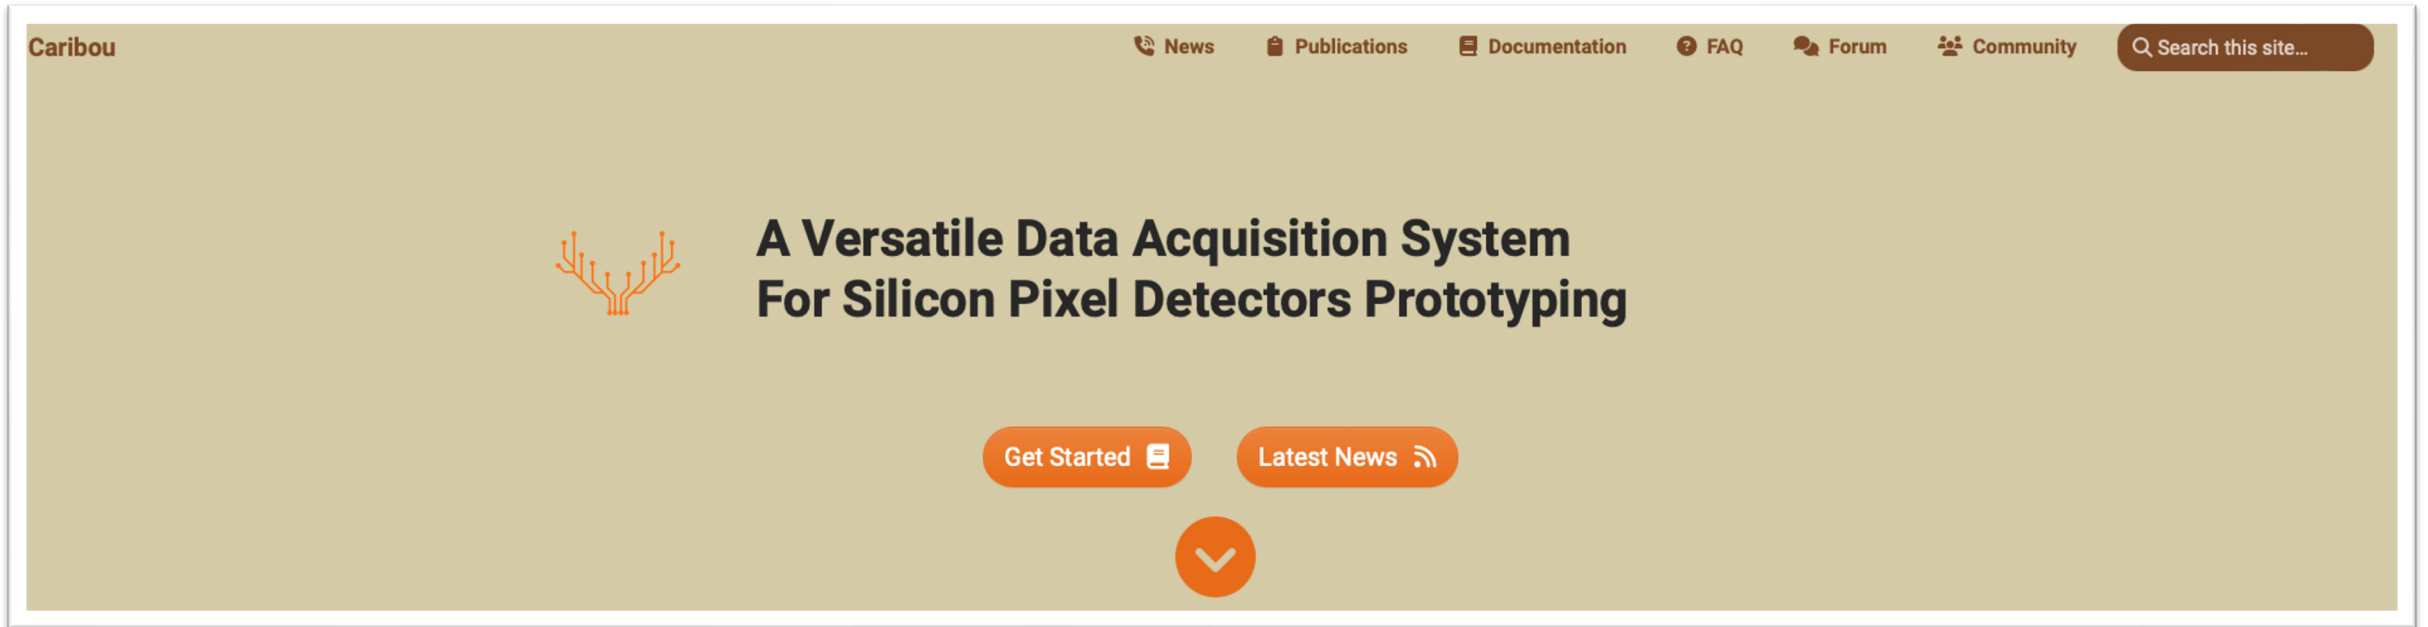 Caribou
News
Publications
Documentation
FAQ
Forum
Community
Search this site...
A Versatile Data Acquisition System
For Silicon Pixel Detectors Prototyping
Get Started
Latest News